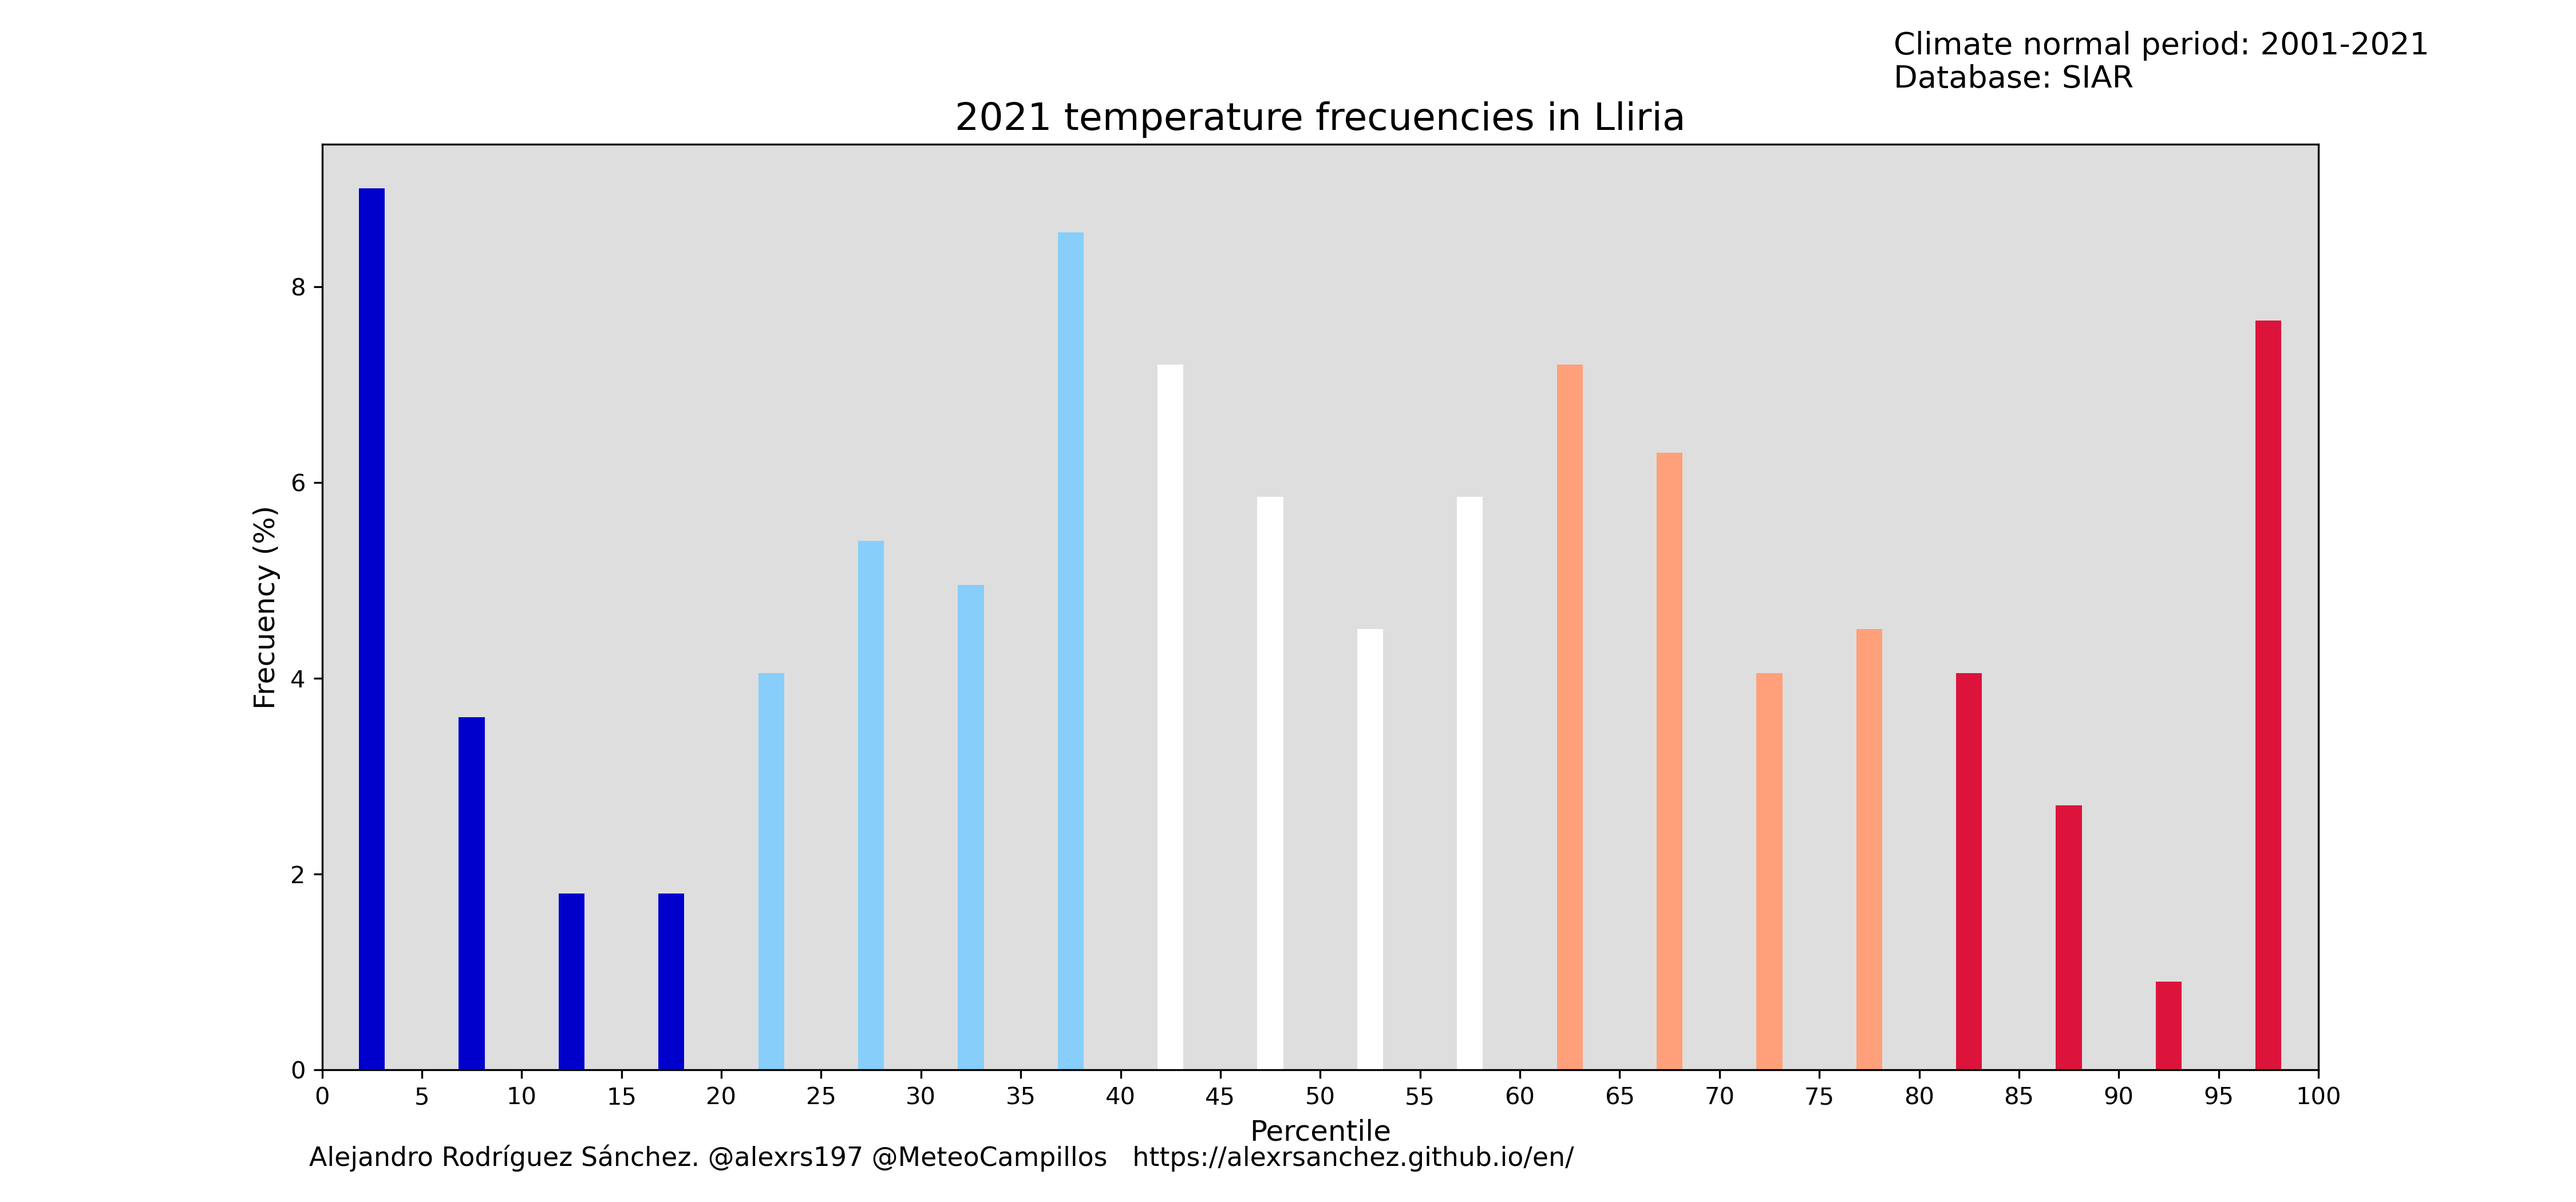 Climate normal period: 2001-2021
Database: SIAR
2021 temperature frecuencies in Lliria
Frecuency (%)
8
6
4
2
0
0 5 10 15 20 25 30 35 40 45 50 55 60 65 70 75 80 85 90 95 100
Percentile
Alejandro Rodríguez Sánchez. @alexrs197 @MeteoCampillos https://alexrsanchez.github.io/en/